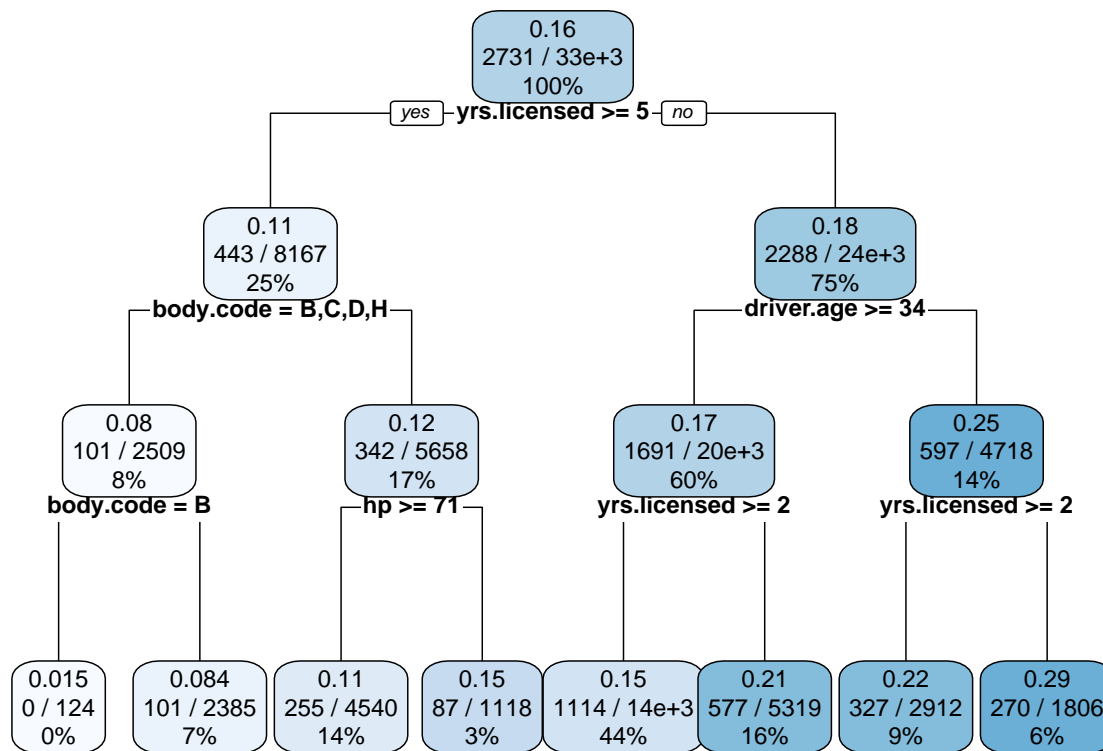 0.16
2731 / 33e+3
100%
yes yrs.licensed >= 5 no
0.11
443 / 8167
25%
body.code = B,C,D,H
0.18
2288 / 24e+3
75%
driver.age >= 34
0.08
101 / 2509
8%
body.code = B
0.12
342 / 5658
17%
hp >= 71
0.17
1691 / 20e+3
60%
yrs.licensed >= 2
0.25
597 / 4718
14%
yrs.licensed >= 2
0.015
0 / 124
0%
0.084
101 / 2385
7%
0.11
255 / 4540
14%
0.15
87 / 1118
3%
0.15
1114 / 14e+3
44%
0.21
577 / 5319
16%
0.22
327 / 2912
9%
0.29
270 / 1806
6%